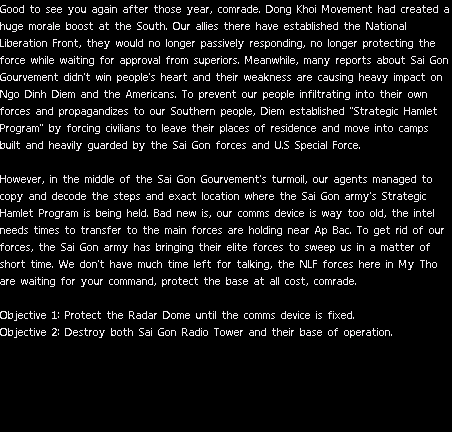 Good to see you again after those year, comrade. Dong Khoi Movement had created a
huge morale boost at the South. Our allies there have established the National
Liberation Front, they would no longer passively responding, no longer protecting the
force while waiting for approval from superiors. Meanwhile, many reports about Sai Gon
Gourvement didn't win people's heart and their weakness are causing heavy impact on
Ngo Dinh Diem and the Americans. To prevent our people infiltrating into their own
forces and propagandizes to our Southern people, Diem established "Strategic Hamlet
Program" by forcing civilians to leave their places of residence and move into camps
built and heavily guarded by the Sai Gon forces and U.S Special Force.

However, in the middle of the Sai Gon Gourvement's turmoil, our agents managed to
copy and decode the steps and exact location where the Sai Gon army's Strategic
Hamlet Program is being held. Bad new is, our comms device is way too old, the intel
needs times to transfer to the main forces are holding near Ap Bac. To get rid of our
forces, the Sai Gon army has bringing their elite forces to sweep us in a matter of
short time. We don't have much time left for talking, the NLF forces here in My Tho
are waiting for your command, protect the base at all cost, comrade.

Objective 1: Protect the Radar Dome until the comms device is fixed.
Objective 2: Destroy both Sai Gon Radio Tower and their base of operation.